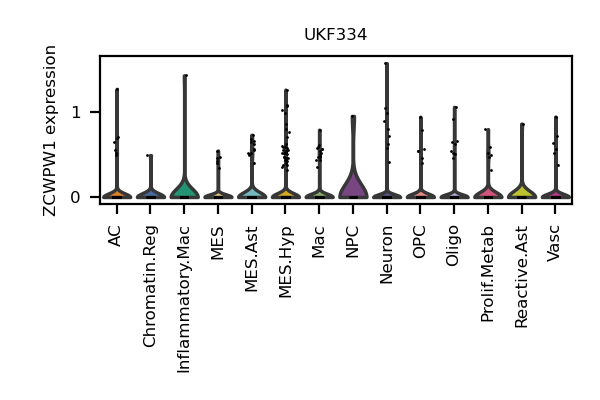 UKF334
ZCWPW1 expression
1
0
AC
Chromatin.Reg
Inflammatory.Mac
MES
MES.Ast
MES.Hyp
Mac
NPC
Neuron
OPC
Oligo
Prolif.Metab
Reactive.Ast
Vasc